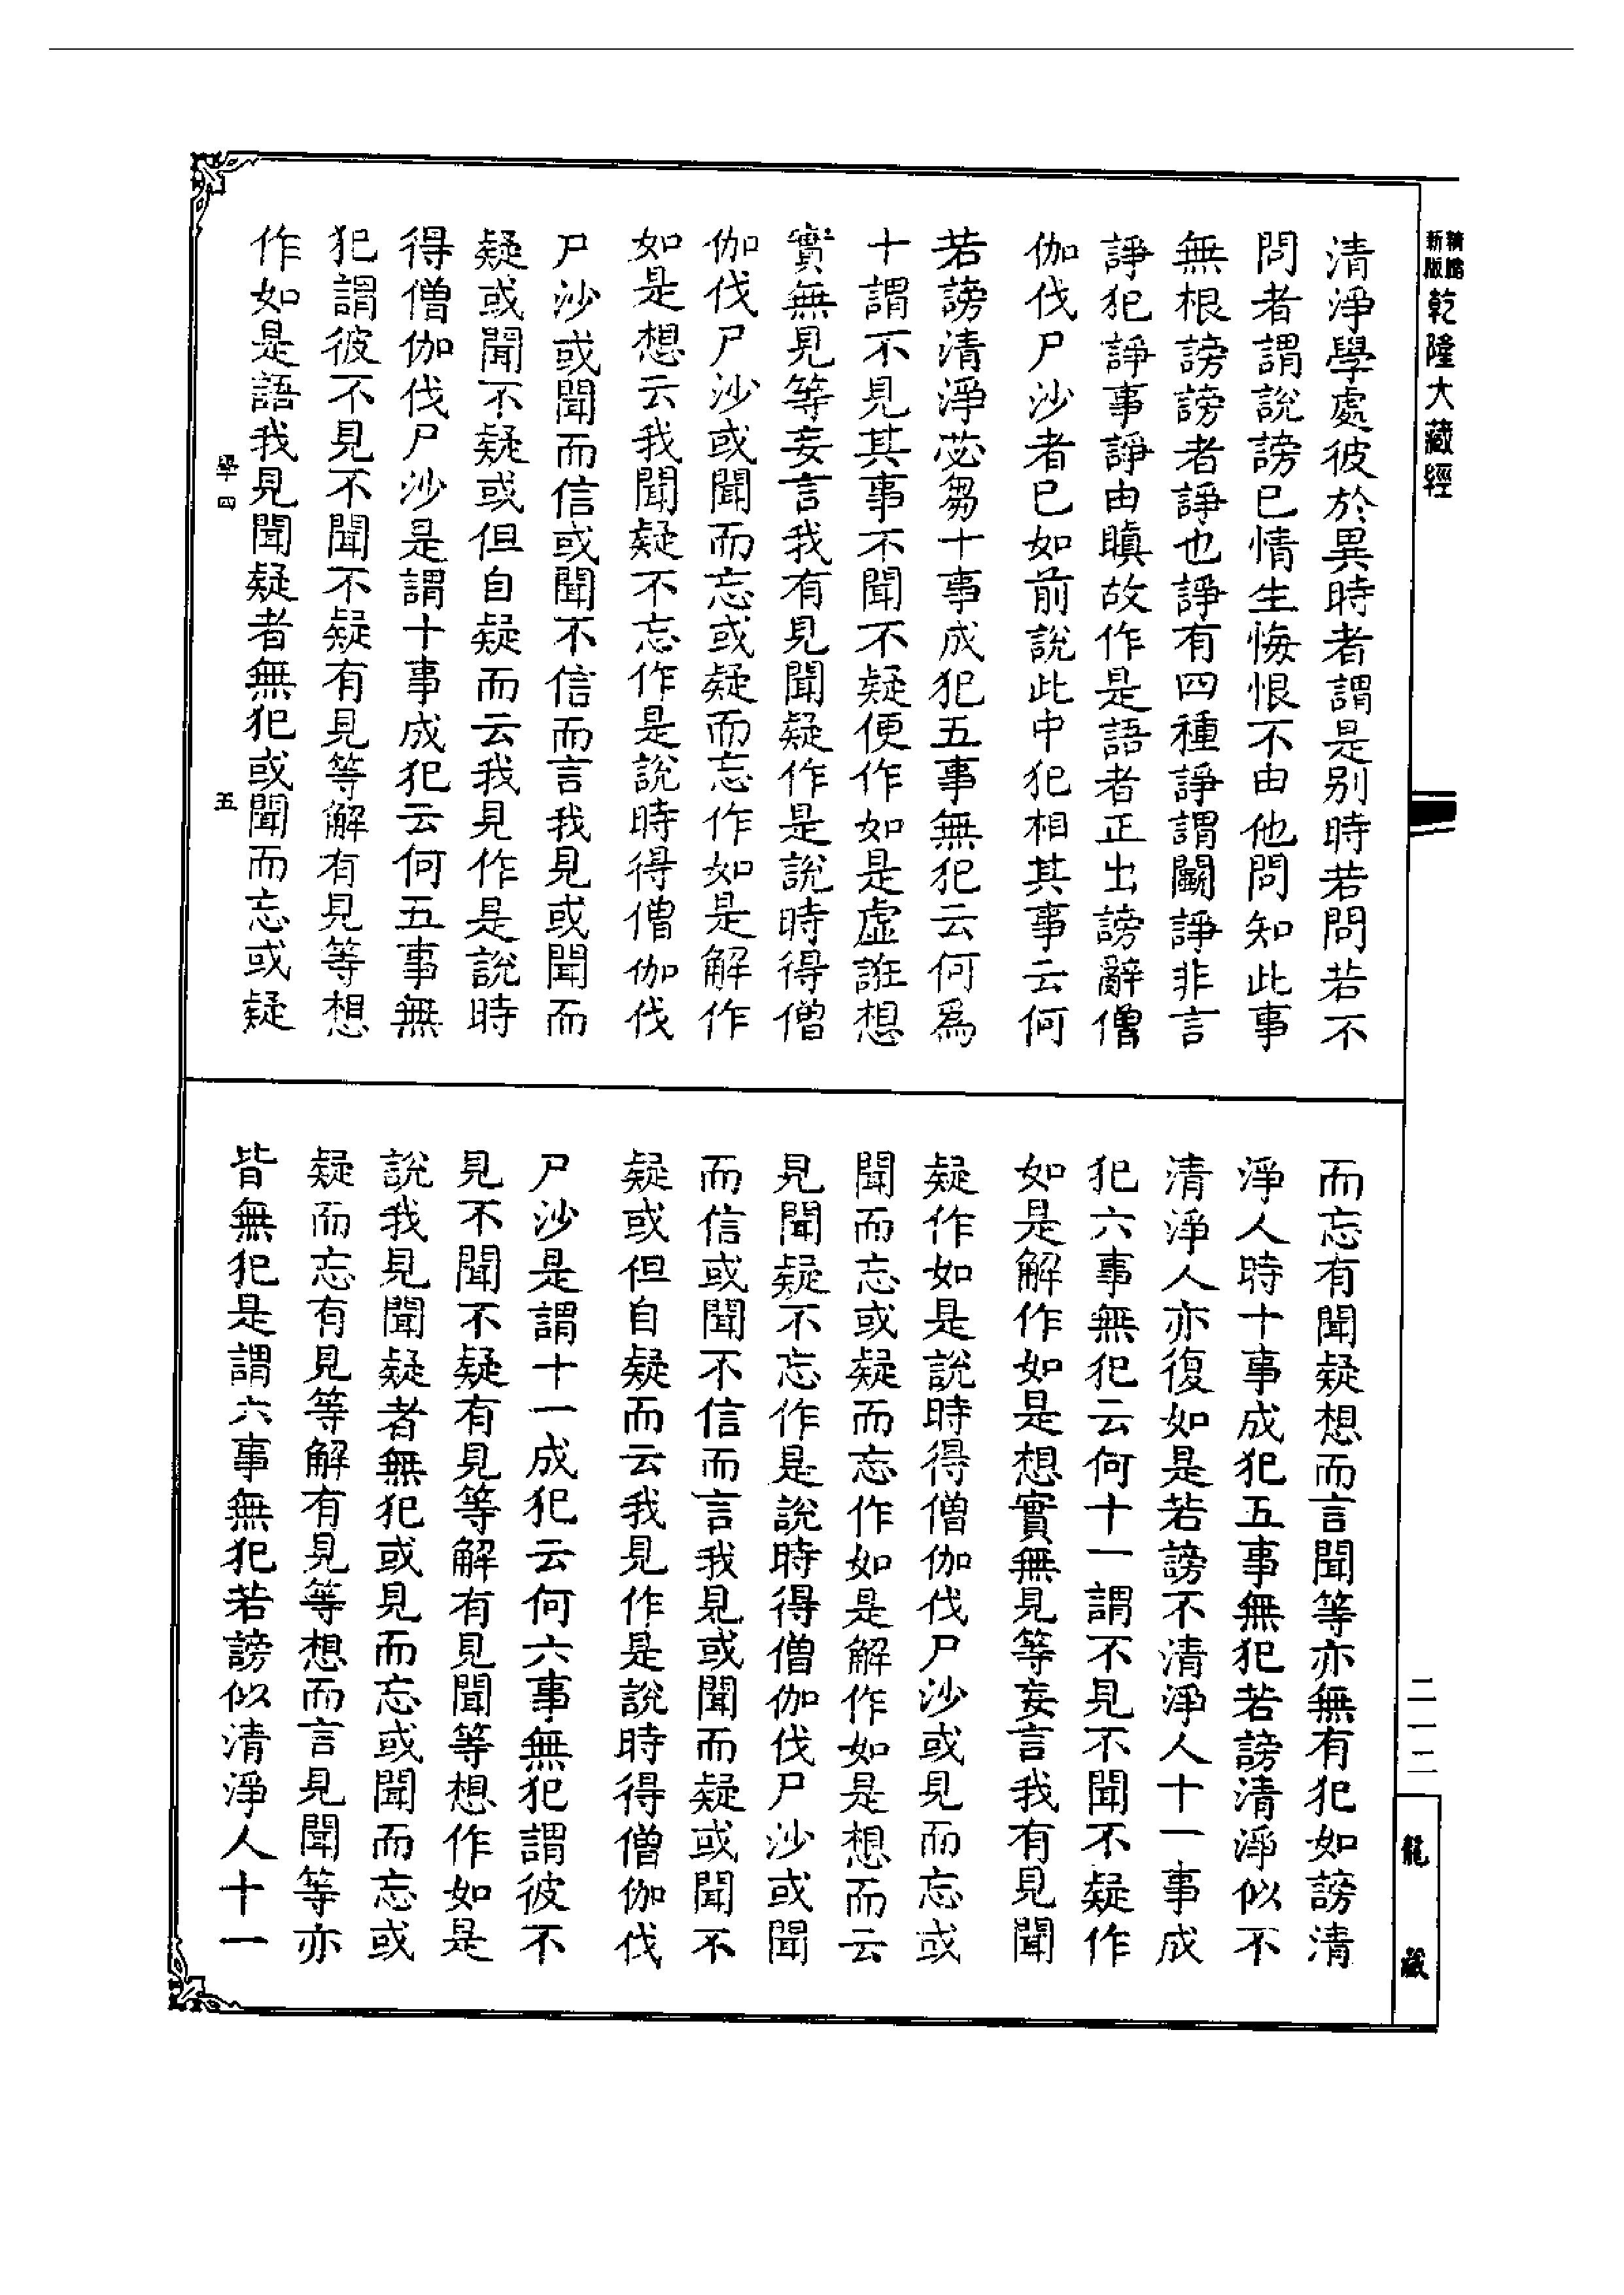 新版
精縮
乾隆大藏經
清淨學處彼於異時者謂是别時若問若不
問者謂說謗已情生悔恨不由他問知此事
無根謗謗者諍也諍有四種諍謂鬬諍非言
諍犯諍事諍由瞋故作是語者正出謗辭僧
伽伐尸沙者已如前說此中犯相其事云何
若謗清淨苾芻十事成犯五事無犯云何為
十謂不見其事不聞不疑便作如是虛誑想
實無見等妄言我有見聞疑作是說時得僧
伽伐尸沙或聞而忘或疑而忘作如是解作
如是想云我聞疑不忘作是說時得僧伽伐
尸沙或聞而信或聞不信而言我見或聞而
疑或聞不疑或但自疑而云我見作是說時
得僧伽伐尸沙是謂十事成犯云何五事無
犯謂彼不見不聞不疑有見等解有見等想
作如是語我見聞疑者無犯或聞而忘或疑
四 五
而忘有聞疑想而言聞等亦無有犯如謗清
淨人時十事成犯五事無犯若謗清淨似不
清淨人亦復如是若謗不清淨人十一事成
犯六事無犯云何十一謂不見不聞不疑作
如是解作如是想實無見等妄言我有見聞
疑作如是說時得僧伽伐尸沙或見而忘或
聞而忘或疑而忘作如是解作如是想而云
見聞疑不忘作是說時得僧伽伐尸沙或聞
而信或聞不信而言我見或聞而疑或聞不
疑或但自疑而云我見作是說時得僧伽伐
尸沙是謂十一成犯云何六事無犯謂彼不
見不聞不疑有見等解有見聞等想作如是
說我見聞疑者無犯或見而忘或聞而忘或
疑而忘有見等解有見等想而言見聞等亦
皆無犯是謂六事無犯若謗似清淨人十一
二一二
龍藏